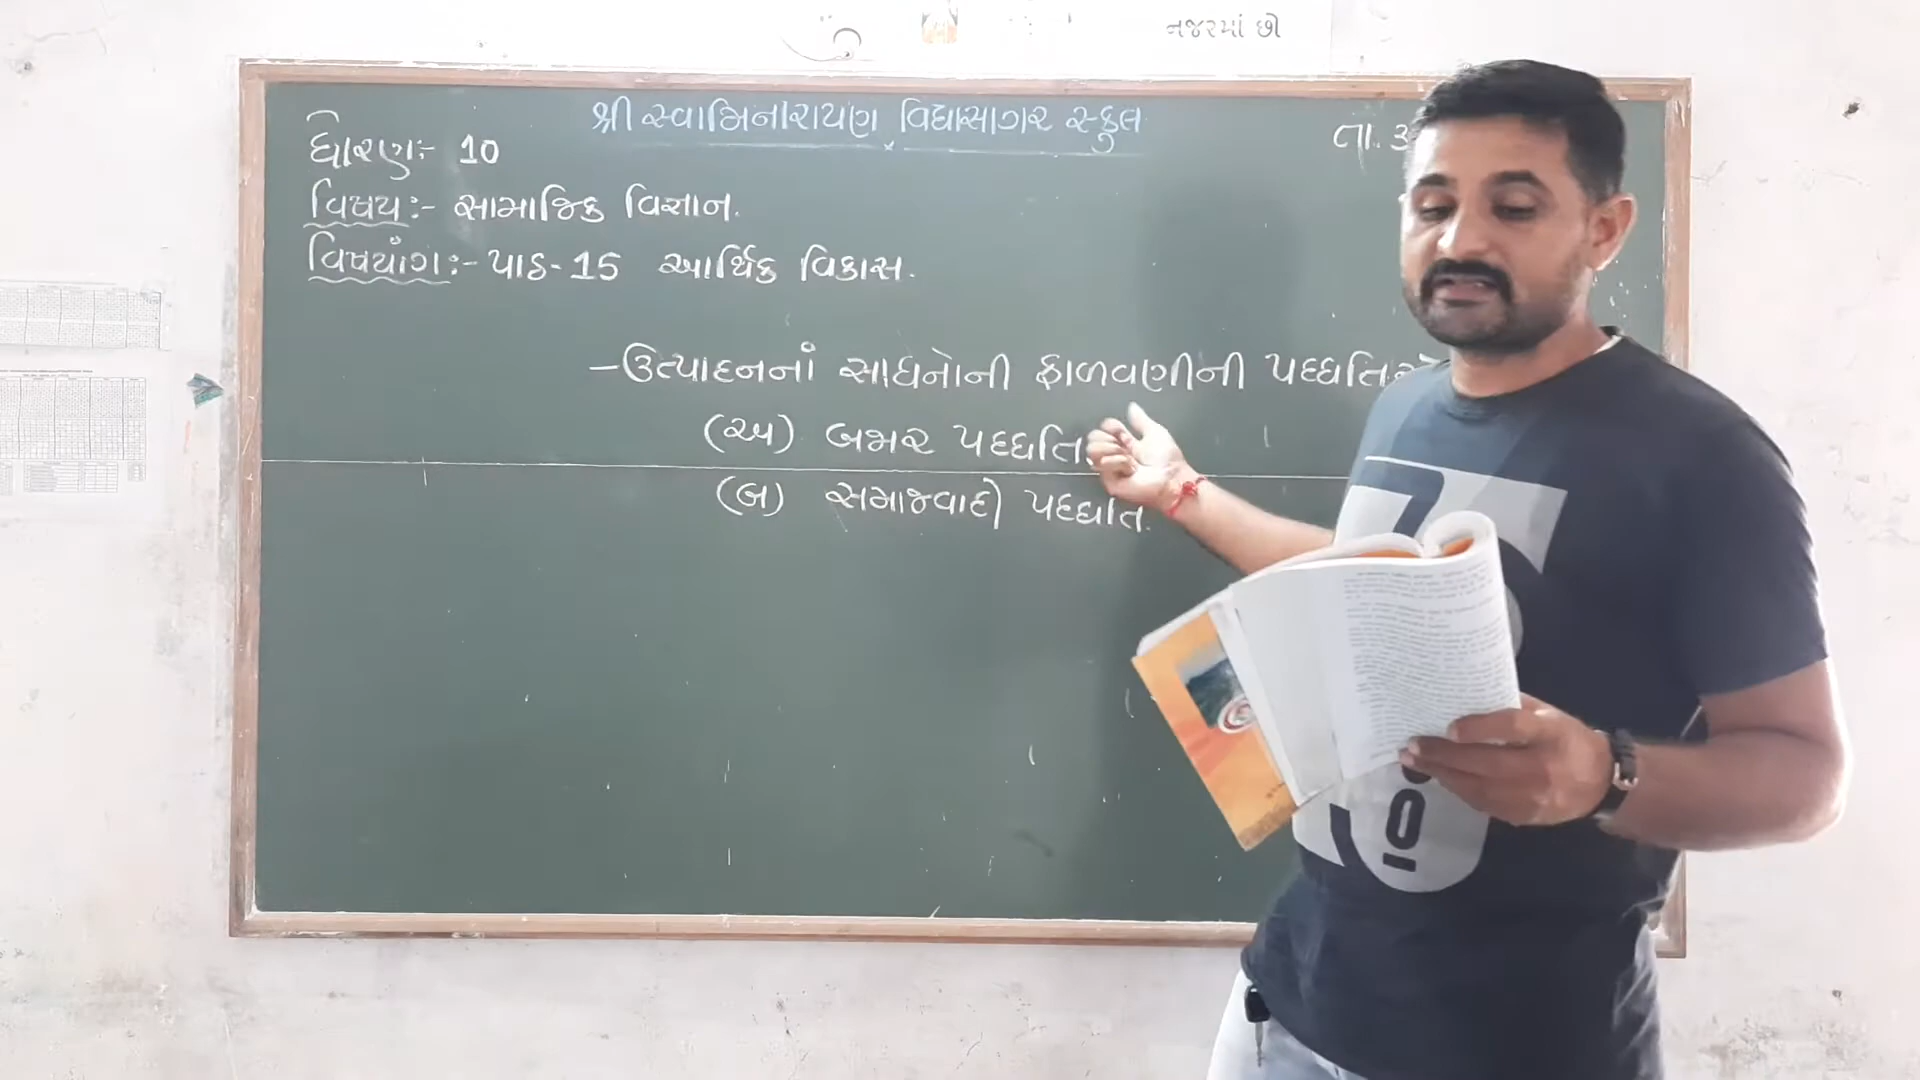 નજરમાં છો
શ્રી સ્વામિનારાયણ વિદ્યાસાગર સ્કુલ
તા. 3
ધોરણ:- 10
વિષય:- સામાજિક વિજ્ઞાન.
વિષયાંગ:- પાઠ-15 આર્થિક વિકાસ.
-ઉત્પાદનનાં સાધનોની ફાળવણીની પદ્ધતિઓ
(અ) બજાર પદ્ધતિ.
(બ) સમાજવાદી પદ્ધતિ.